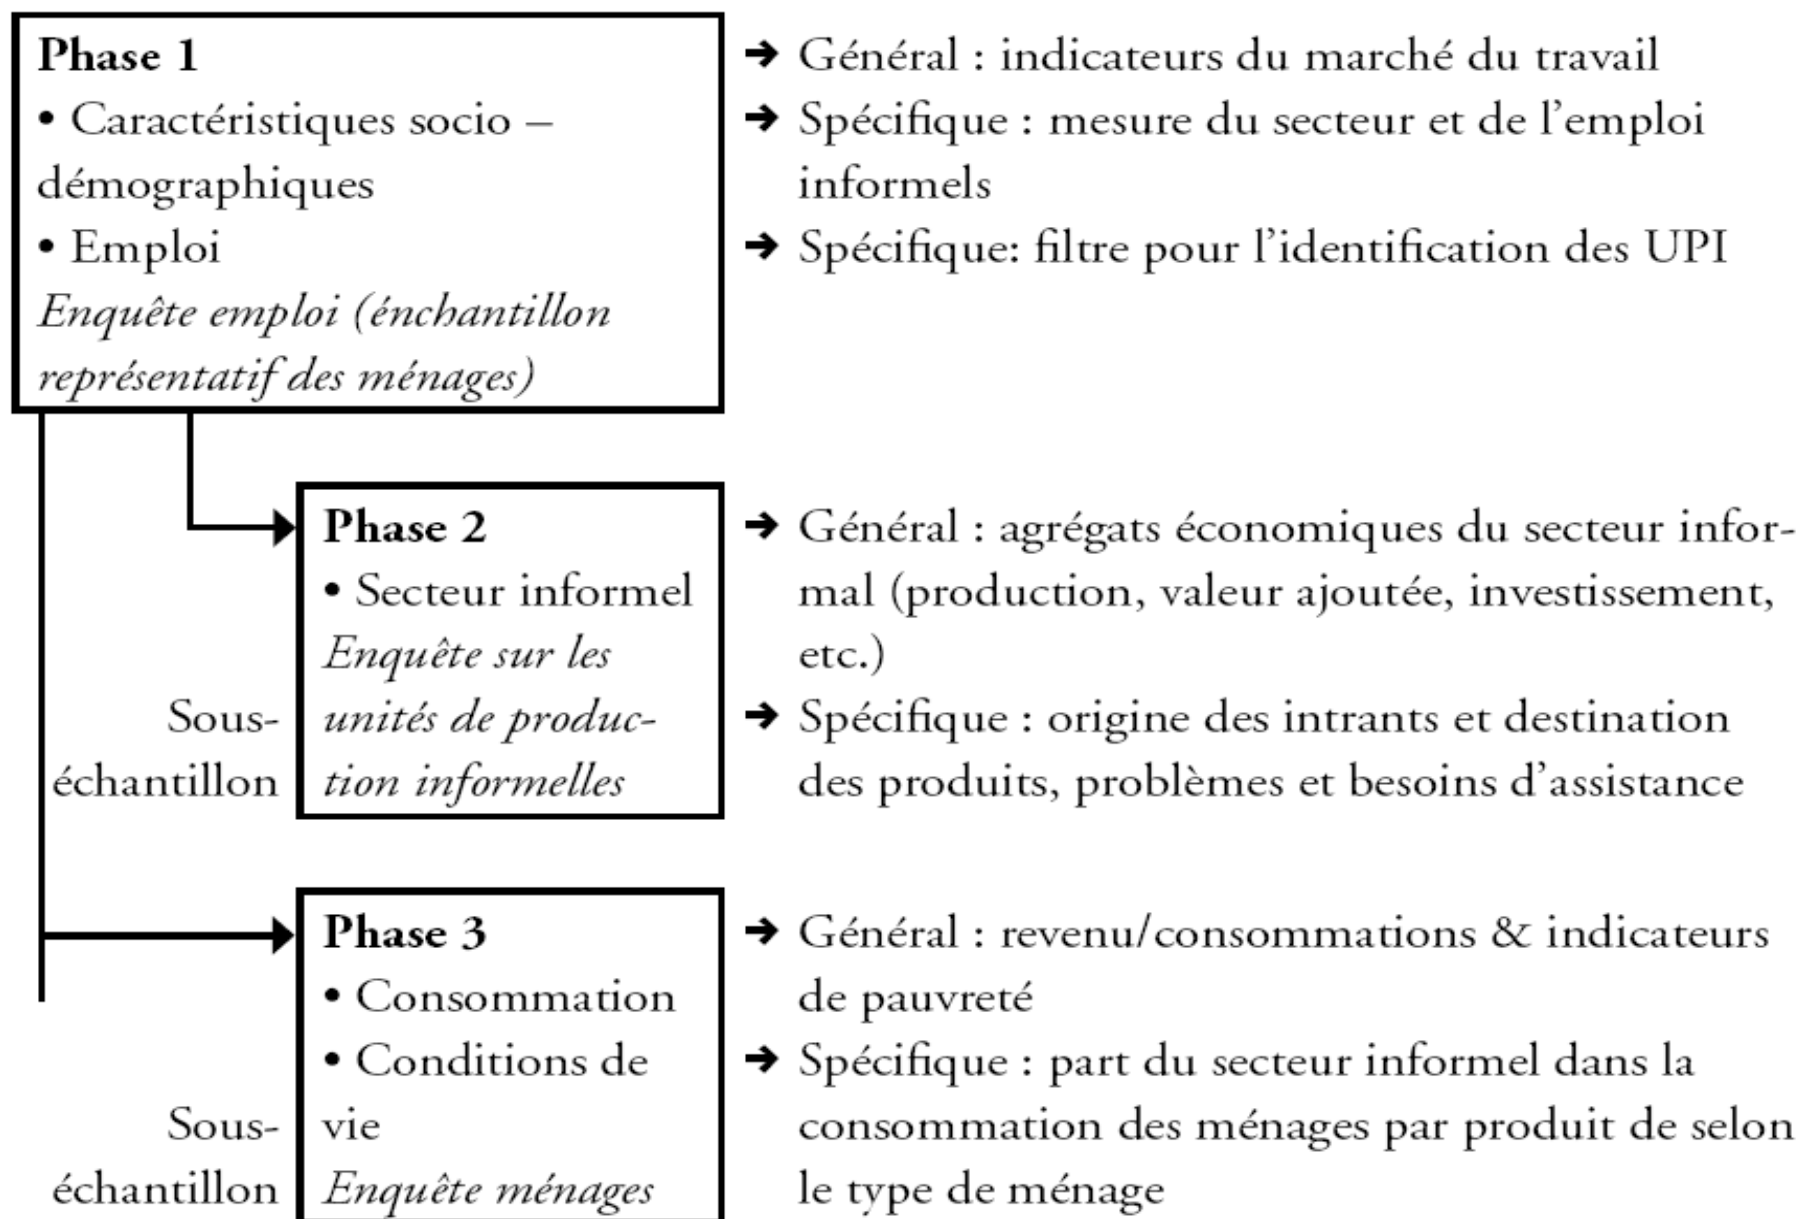 Phase 1
• Caractéristiques socio –
démographiques
• Emploi
Enquête emploi (énchantillon
représentatif des ménages)
➔ Général : indicateurs du marché du travail
➔ Spécifique : mesure du secteur et de l’emploi
informels
➔ Spécifique: filtre pour l’identification des UPI
Sous-
échantillon
Phase 2
• Secteur informel
Enquête sur les
unités de produc-
tion informelles
➔ Général : agrégats économiques du secteur infor-
mal (production, valeur ajoutée, investissement,
etc.)
➔ Spécifique : origine des intrants et destination
des produits, problèmes et besoins d’assistance
Sous-
échantillon
Phase 3
• Consommation
• Conditions de
vie
Enquête ménages
➔ Général : revenu/consommations & indicateurs
de pauvreté
➔ Spécifique : part du secteur informel dans la
consommation des ménages par produit de selon
le type de ménage